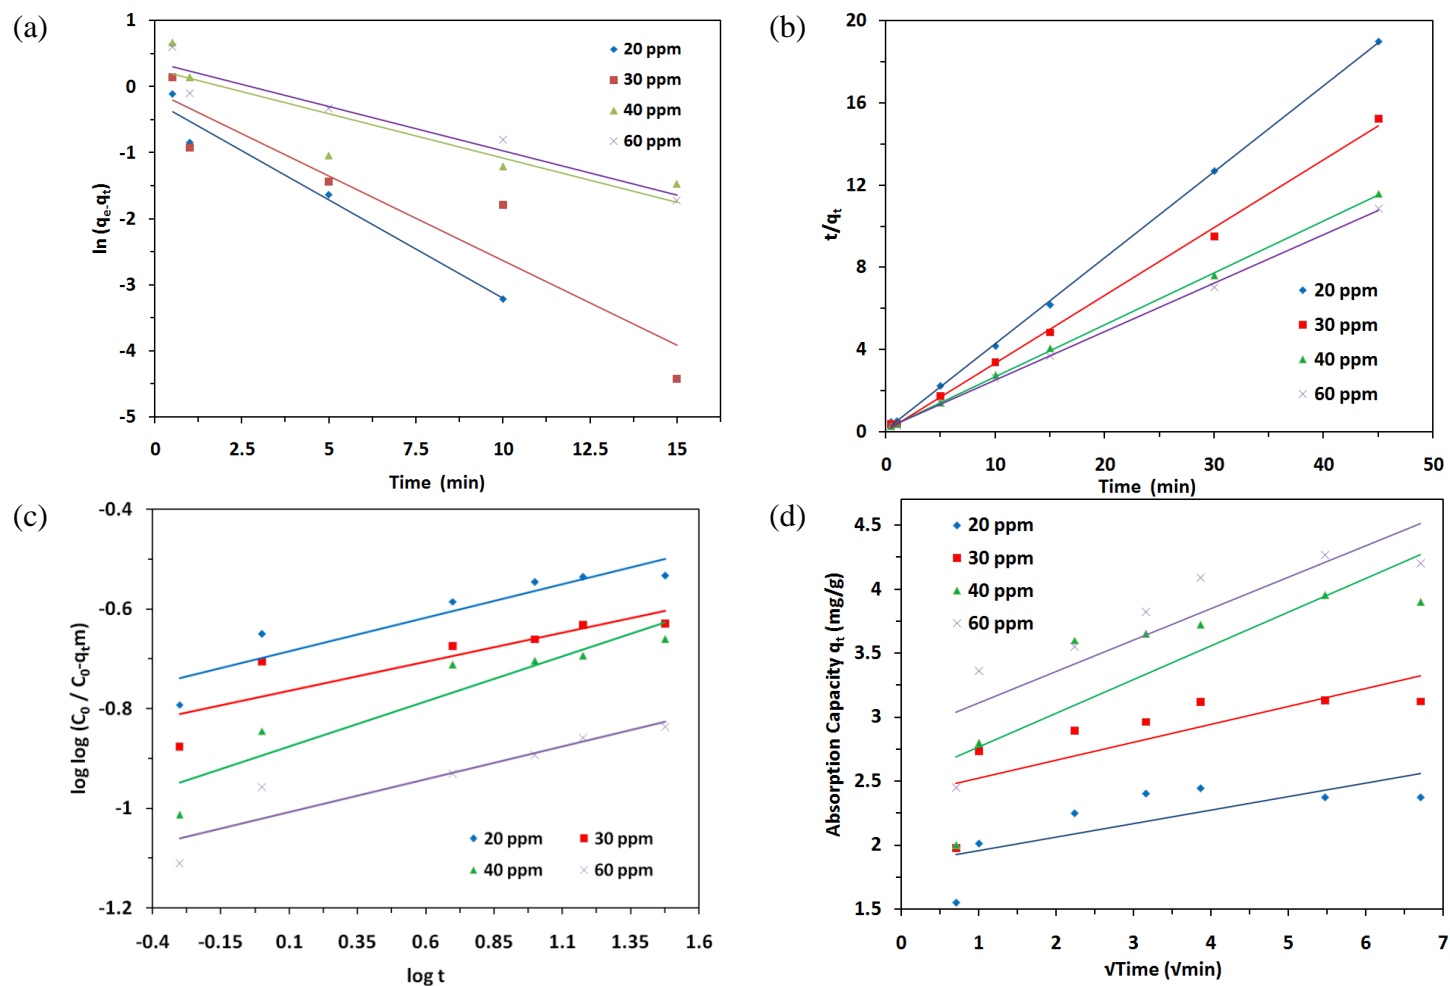 (a)
1
0
-1
-2
-3
-4
-5
ln (qₑ-qₜ)
20 ppm
30 ppm
40 ppm
60 ppm
0
2.5
5
7.5
10
12.5
15
Time (min)
(b)
20
16
12
8
4
0
t/qₜ
20 ppm
30 ppm
40 ppm
60 ppm
0
10
20
30
40
50
Time (min)
(c)
-0.4
-0.6
-0.8
-1
-1.2
log log (C₀ / C₀-qₜm)
20 ppm
30 ppm
40 ppm
60 ppm
-0.4
-0.15
0.1
0.35
0.6
0.85
1.1
1.35
1.6
log t
(d)
4.5
4
3.5
3
2.5
2
1.5
Absorption Capacity qₜ (mg/g)
20 ppm
30 ppm
40 ppm
60 ppm
0
1
2
3
4
5
6
7
√Time (√min)